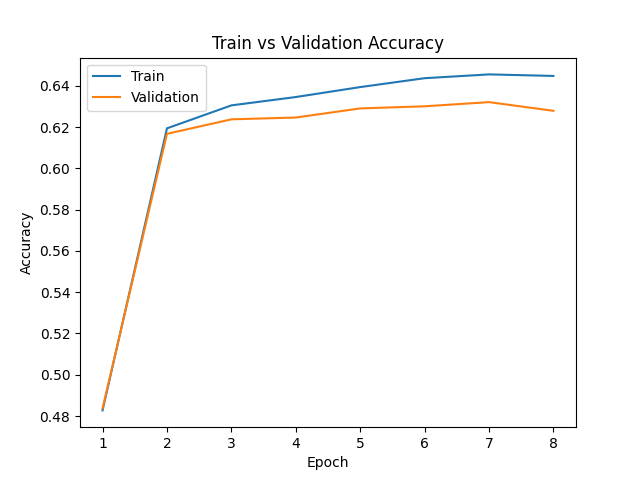 Train vs Validation Accuracy
Train
Validation
0.64
0.62
0.60
0.58
0.56
0.54
0.52
0.50
0.48
Accuracy
1 2 3 4 5 6 7 8
Epoch